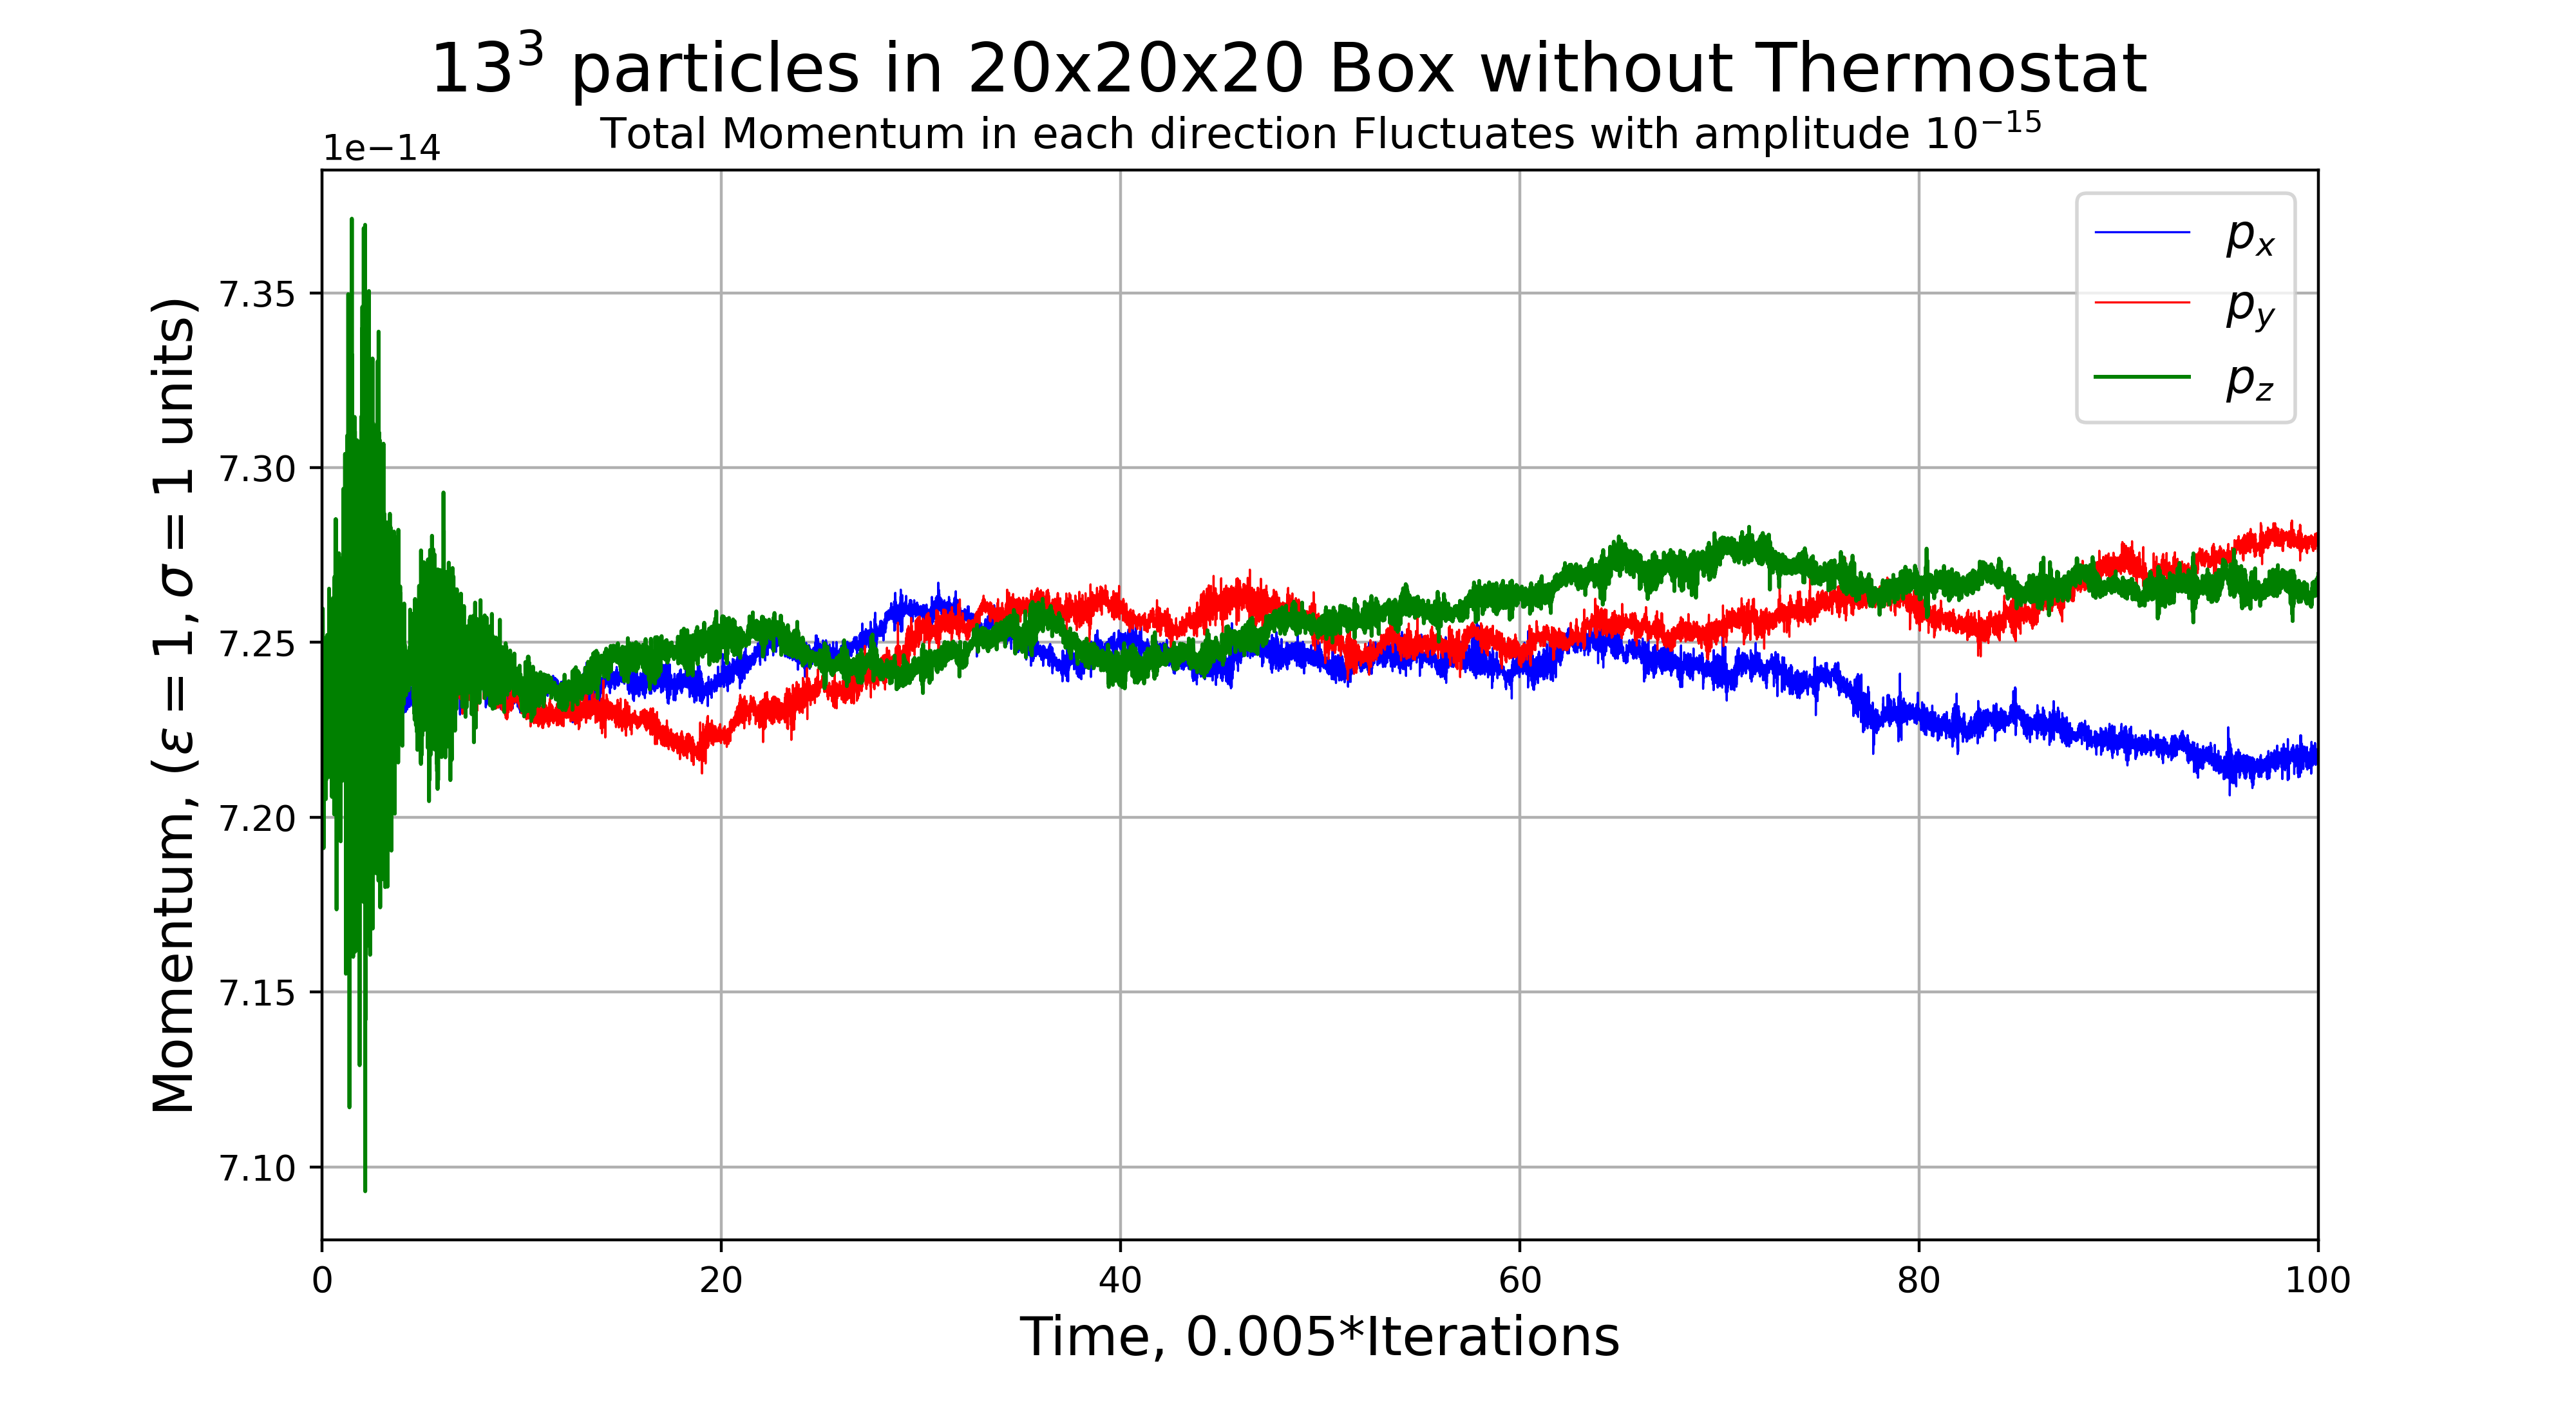 13³ particles in 20x20x20 Box without Thermostat
Total Momentum in each direction Fluctuates with amplitude 10⁻¹⁵
1e−14
7.35
7.30
7.25
7.20
7.15
7.10
Momentum, (ε = 1, σ = 1 units)
pₓ
p_y
p_z
0 20 40 60 80 100
Time, 0.005*Iterations